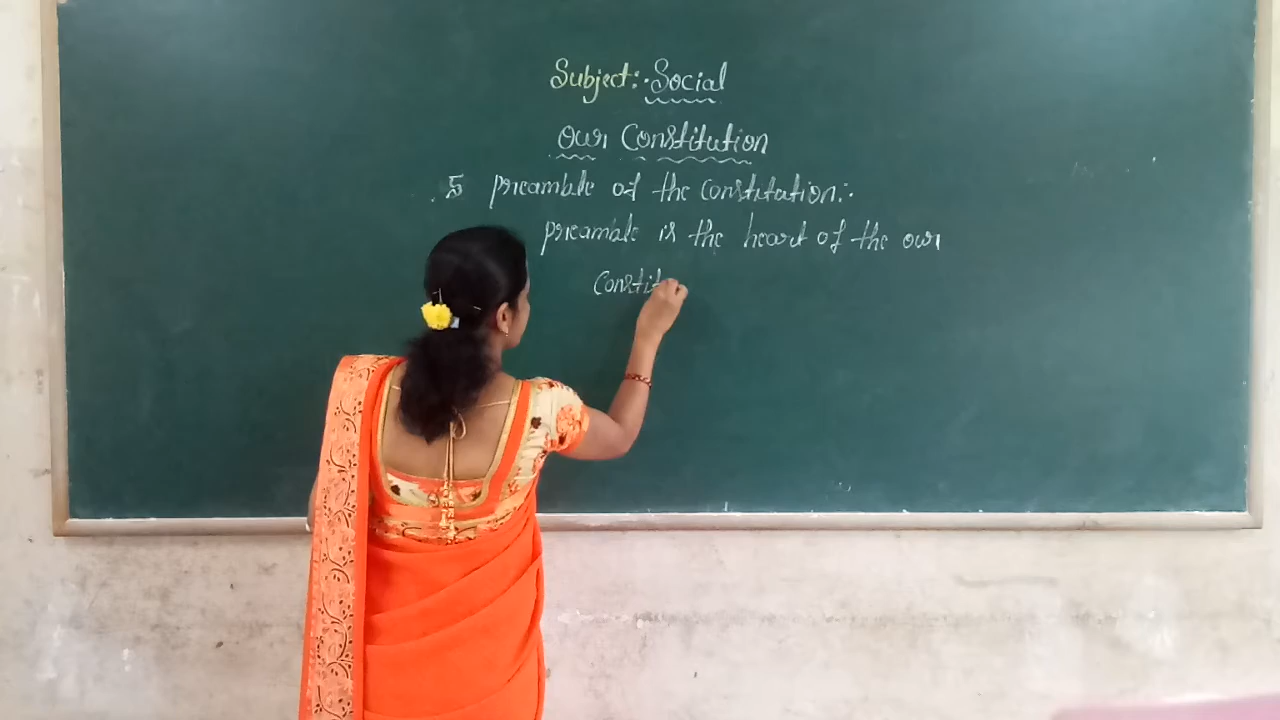 Subject:- Social
Our Constitution
5 preamble of the constitution:-
preamble is the heart of the our
Constit